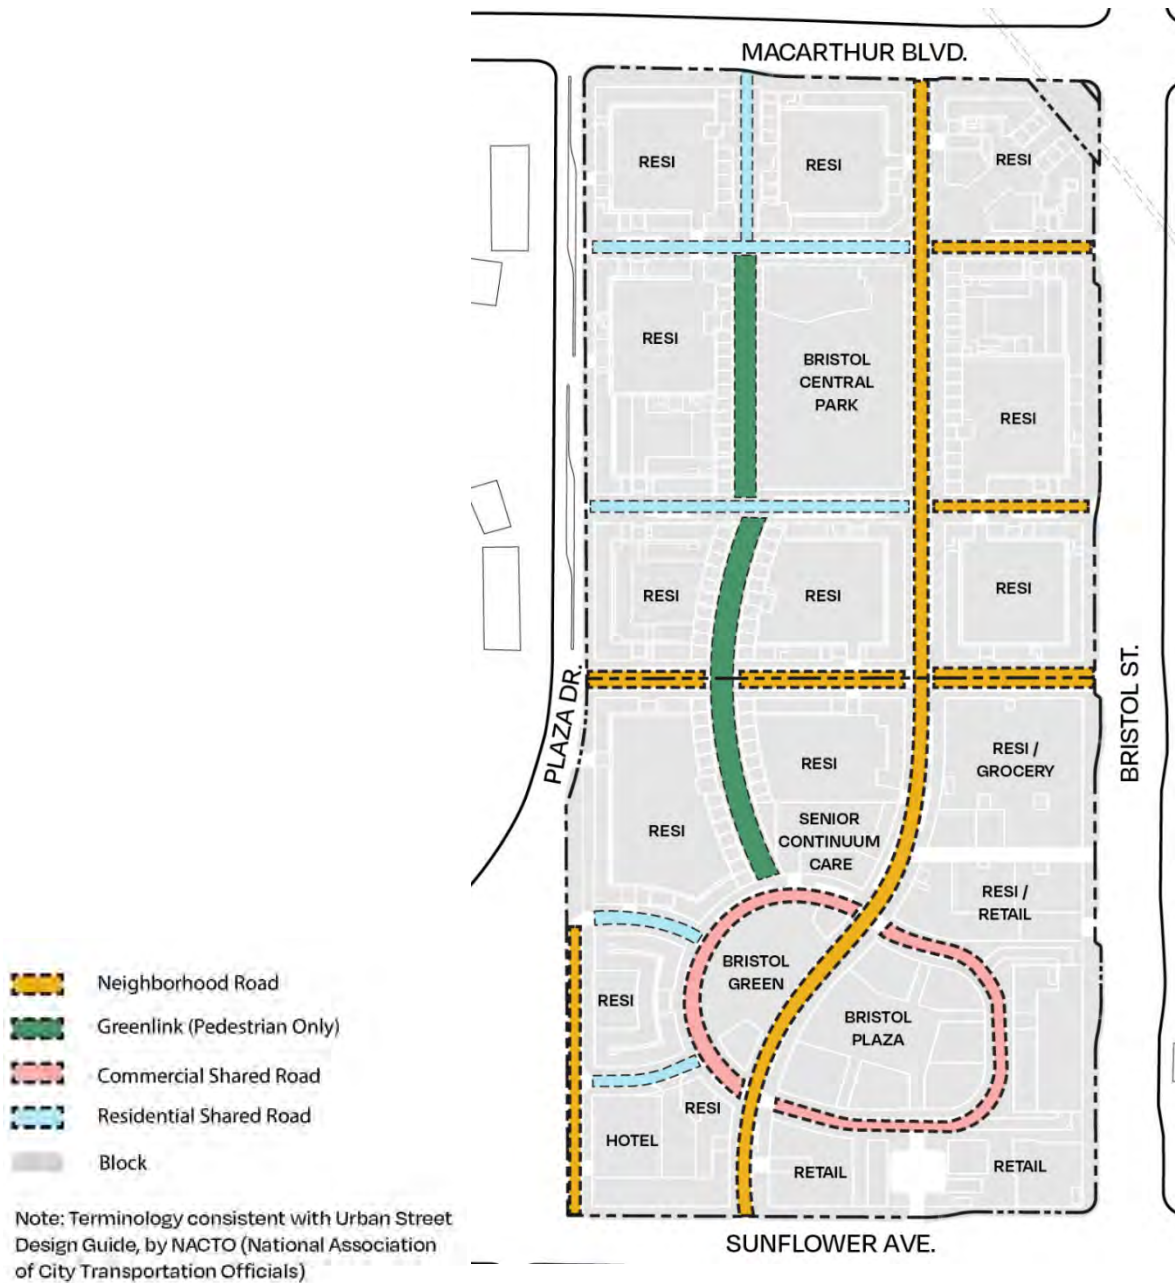 MACARTHUR BLVD.
RESI
RESI
RESI
RESI
BRISTOL
CENTRAL
PARK
RESI
RESI
RESI
RESI
PLAZA DR.
BRISTOL ST.
RESI
RESI /
GROCERY
RESI
SENIOR
CONTINUUM
CARE
RESI /
RETAIL
BRISTOL
GREEN
RESI
BRISTOL
PLAZA
RESI
HOTEL
RETAIL
RETAIL
SUNFLOWER AVE.
Neighborhood Road
Greenlink (Pedestrian Only)
Commercial Shared Road
Residential Shared Road
Block
Note: Terminology consistent with Urban Street
Design Guide, by NACTO (National Association
of City Transportation Officials)